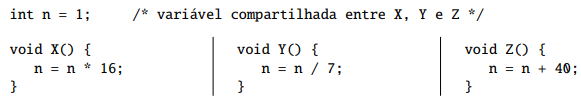 int n = 1;     /* variável compartilhada entre X, Y e Z */
void X() {     void Y() {     void Z() {
n = n * 16;     n = n / 7;     n = n + 40;
}     }     }